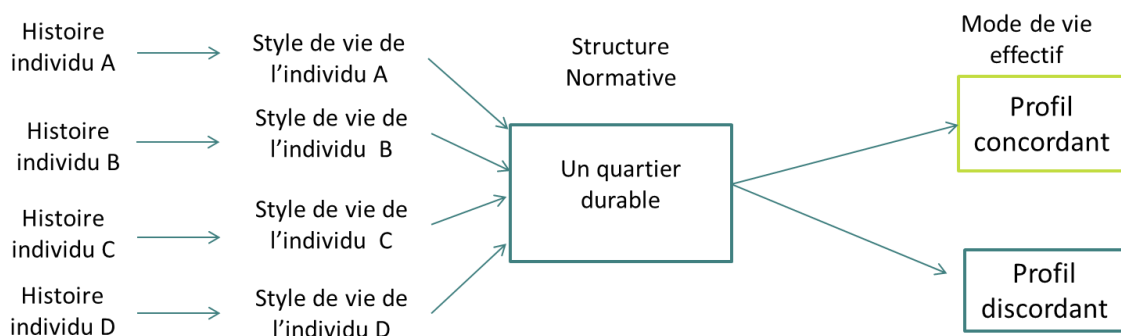 Histoire
individu A
Style de vie de
l’individu A
Structure
Normative
Mode de vie
effectif
Profil
concordant
Histoire
individu B
Style de vie de
l’individu B
Un quartier
durable
Histoire
individu C
Style de vie de
l’individu C
Profil
discordant
Histoire
individu D
Style de vie de
l’individu D